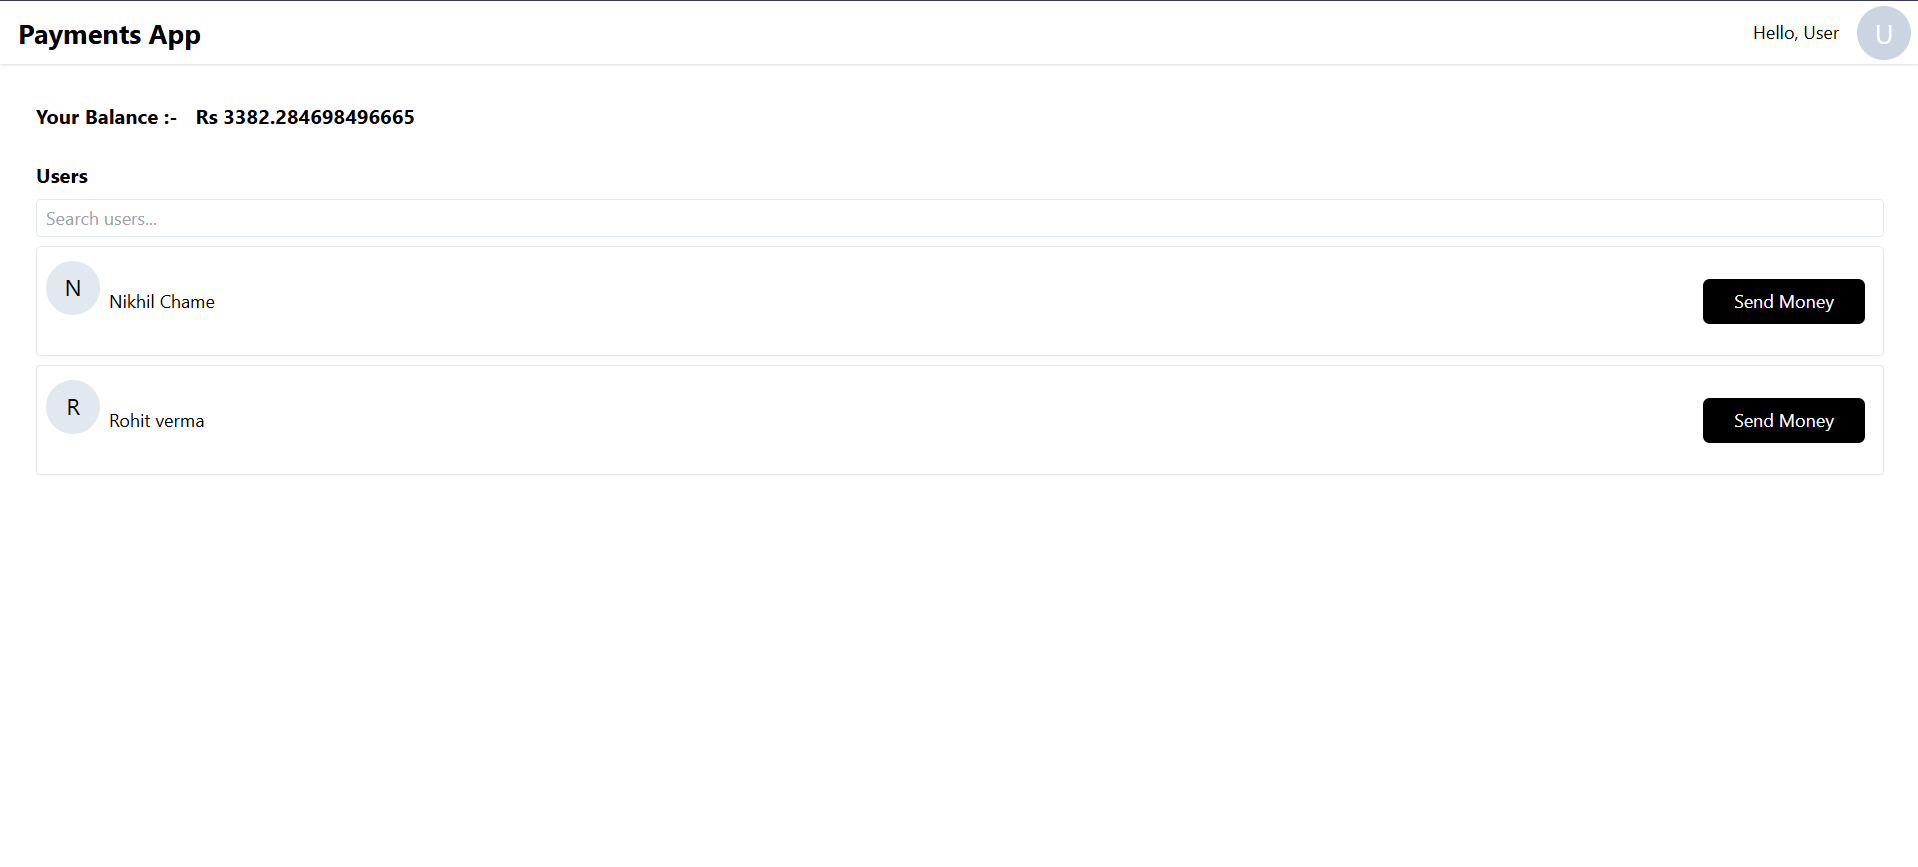 Payments App
Hello, User
U
Your Balance :- Rs 3382.284698496665
Users
Search users...
N
Nikhil Chame
Send Money
R
Rohit verma
Send Money